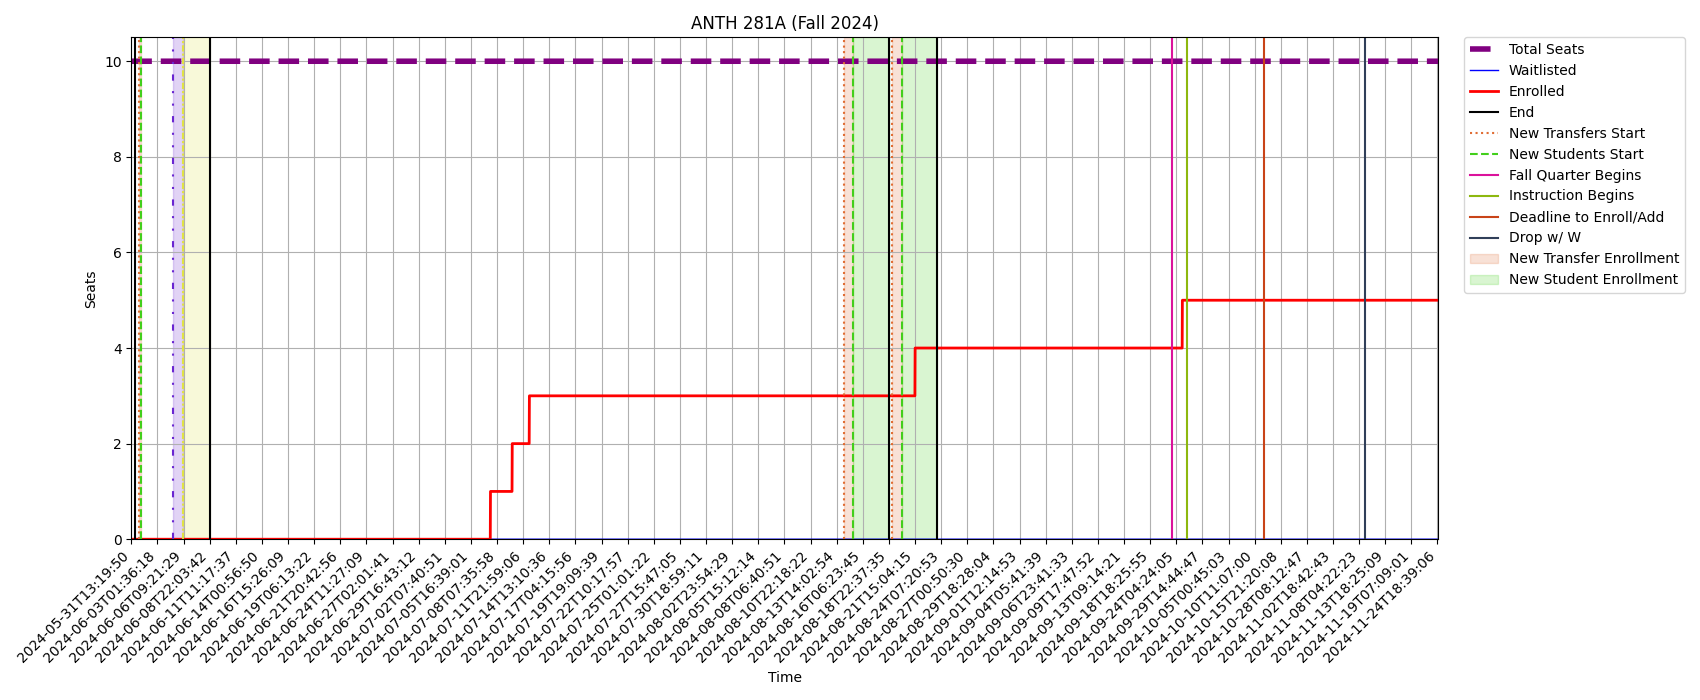 ANTH 281A (Fall 2024)
10
8
6
4
2
0
Seats
2024-05-31T13:19:50
2024-06-03T01:36:18
2024-06-06T09:21:29
2024-06-08T22:03:42
2024-06-11T11:17:37
2024-06-14T00:56:50
2024-06-16T15:26:09
2024-06-19T06:13:22
2024-06-21T20:42:56
2024-06-24T11:27:09
2024-06-27T02:01:41
2024-06-29T16:43:12
2024-07-02T07:40:51
2024-07-05T16:39:01
2024-07-08T07:35:58
2024-07-11T21:59:06
2024-07-14T13:10:36
2024-07-17T04:15:56
2024-07-19T19:09:39
2024-07-22T10:17:57
2024-07-25T01:01:22
2024-07-27T15:47:05
2024-07-30T18:59:11
2024-08-02T23:54:29
2024-08-05T15:12:14
2024-08-08T06:40:51
2024-08-10T22:18:22
2024-08-13T14:02:54
2024-08-16T06:23:45
2024-08-18T22:37:35
2024-08-21T15:04:15
2024-08-24T07:20:53
2024-08-27T00:50:30
2024-08-29T18:28:04
2024-09-01T12:14:53
2024-09-04T05:41:39
2024-09-06T23:41:33
2024-09-09T17:47:52
2024-09-13T09:14:21
2024-09-18T18:25:55
2024-09-24T04:24:05
2024-09-29T14:44:47
2024-10-05T00:45:03
2024-10-10T11:07:00
2024-10-15T21:20:08
2024-10-28T08:12:47
2024-11-02T18:42:43
2024-11-08T04:22:23
2024-11-13T18:25:09
2024-11-19T07:09:01
2024-11-24T18:39:06
Time
Total Seats
Waitlisted
Enrolled
End
New Transfers Start
New Students Start
Fall Quarter Begins
Instruction Begins
Deadline to Enroll/Add
Drop w/ W
New Transfer Enrollment
New Student Enrollment